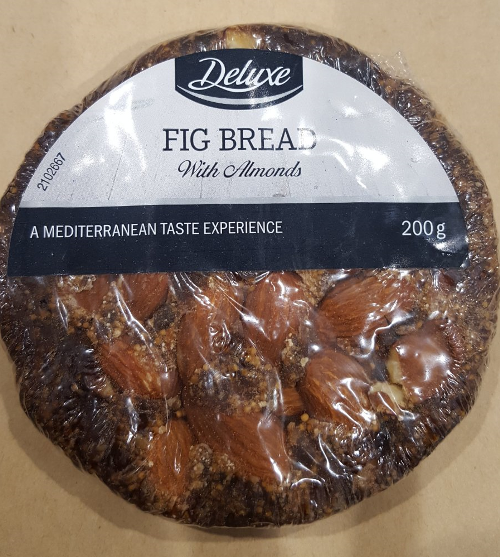 Deluxe
FIG BREAD
With Almonds
2102667
A MEDITERRANEAN TASTE EXPERIENCE
200g